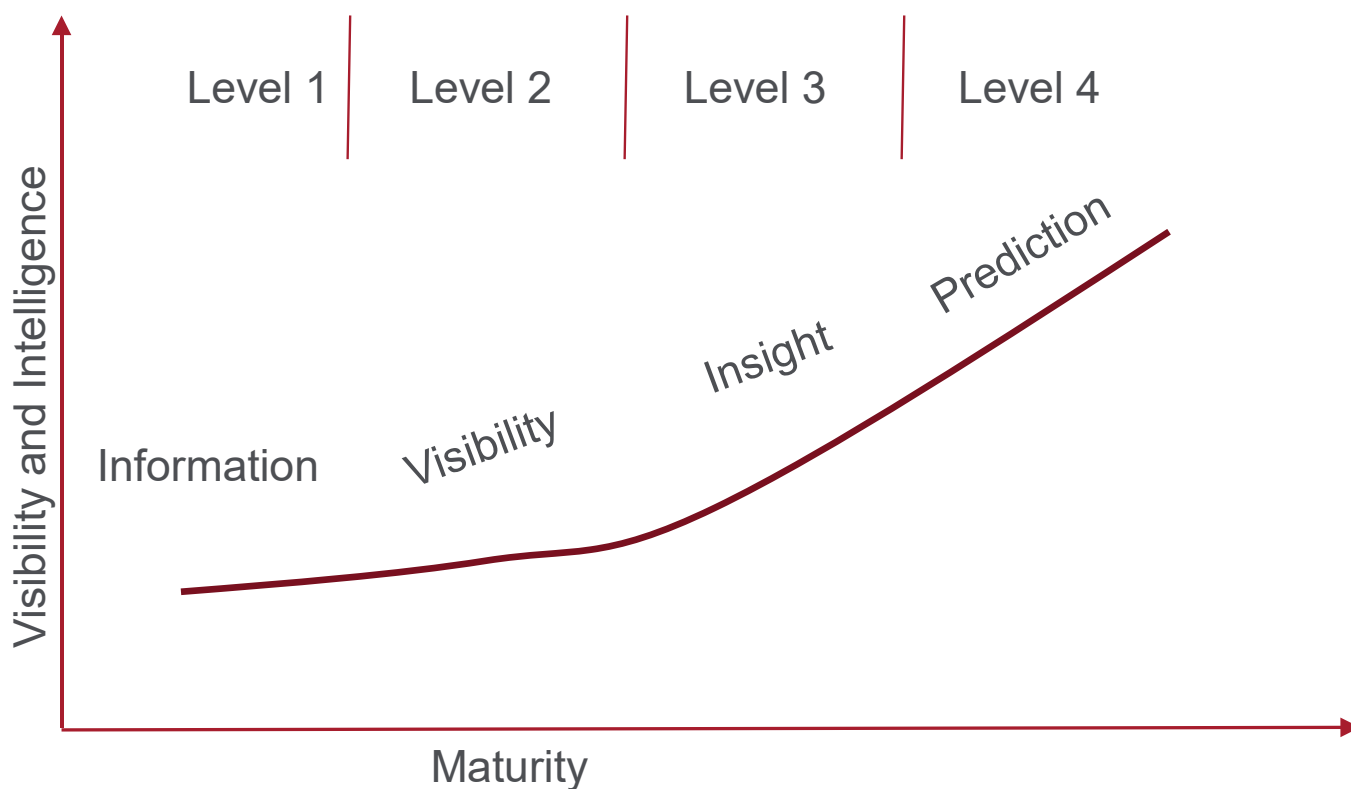 Level 1
Level 2
Level 3
Level 4
Visibility and Intelligence
Information
Visibility
Insight
Prediction
Maturity